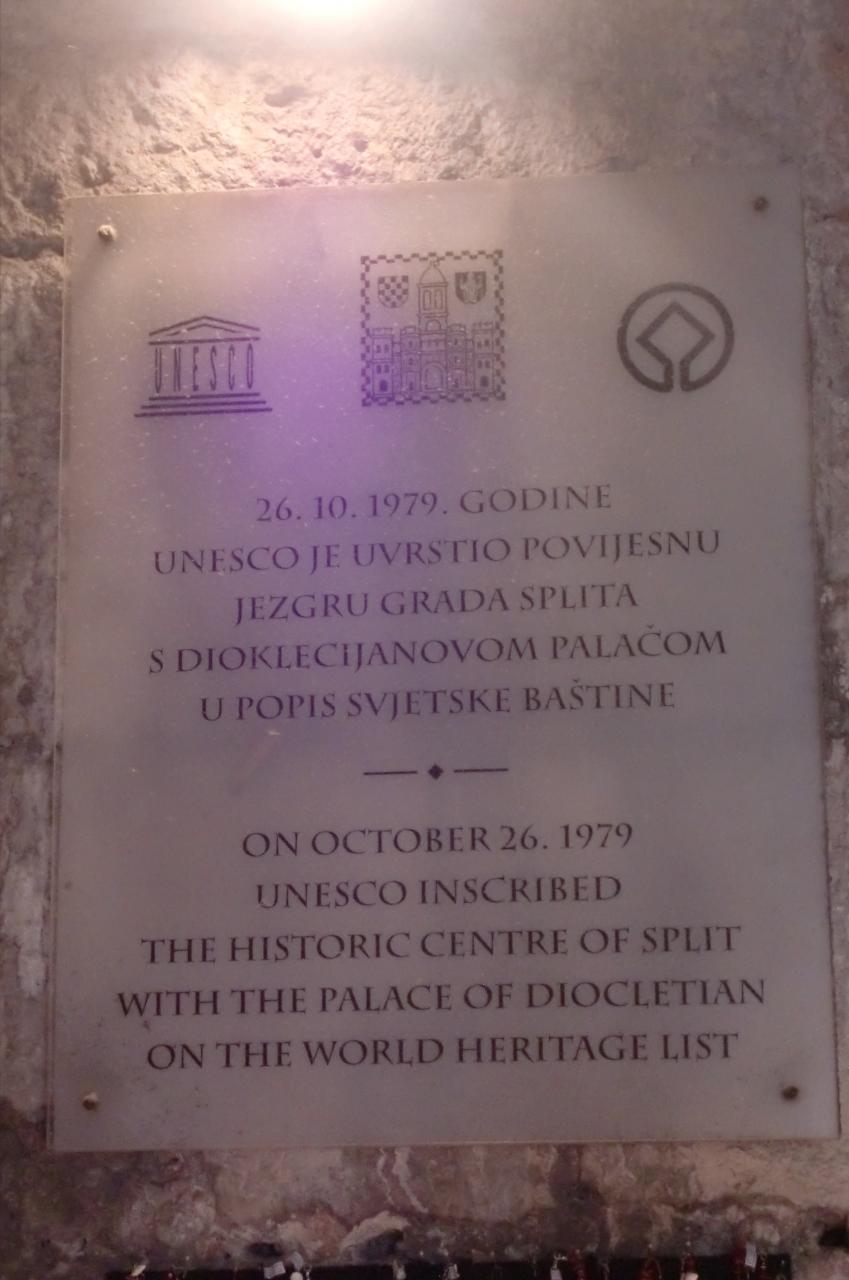 UNESCO
26. 10. 1979. GODINE
UNESCO JE UVRSTIO POVIJESNU
JEZGRU GRADA SPLITA
S DIOKLECIJANOVOM PALAČOM
U POPIS SVJETSKE BAŠTINE
ON OCTOBER 26. 1979
UNESCO INSCRIBED
THE HISTORIC CENTRE OF SPLIT
WITH THE PALACE OF DIOCLETIAN
ON THE WORLD HERITAGE LIST